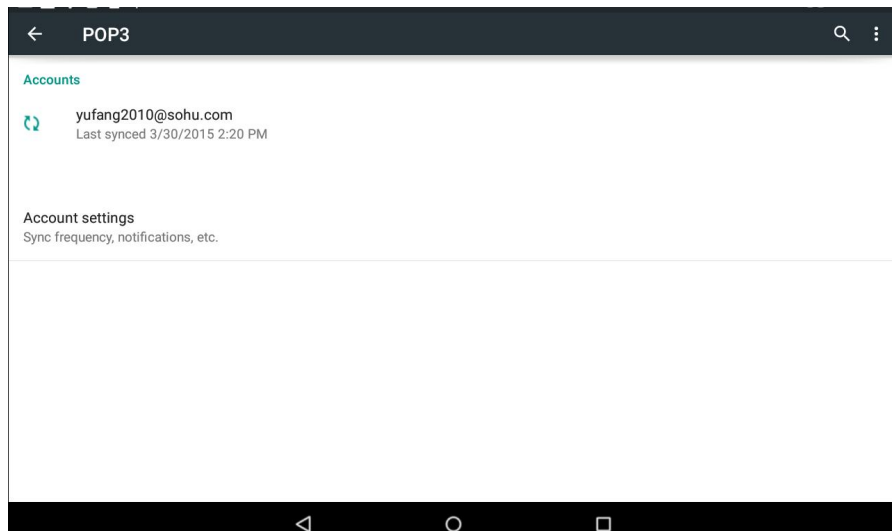 POP3
Accounts
yufang2010@sohu.com
Last synced 3/30/2015 2:20 PM
Account settings
Sync frequency, notifications, etc.